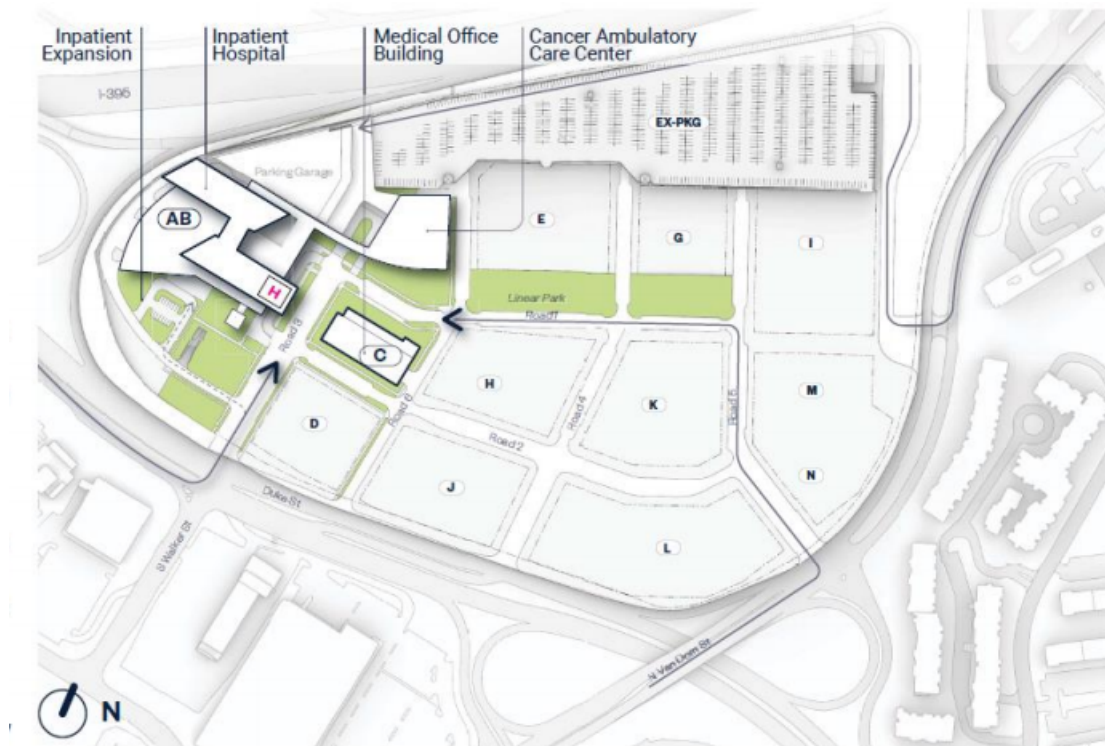 Inpatient
Expansion
Inpatient
Hospital
Medical Office
Building
Cancer Ambulatory
Care Center
I-395
EX-PKG
Parking Garage
AB
E
G
I
H
Linear Park
Road 1
Road 3
C
H
K
M
D
Road 6
Road 4
Road 5
Road 2
J
N
Duke St
L
S Walker St
N Van Dorn St
N